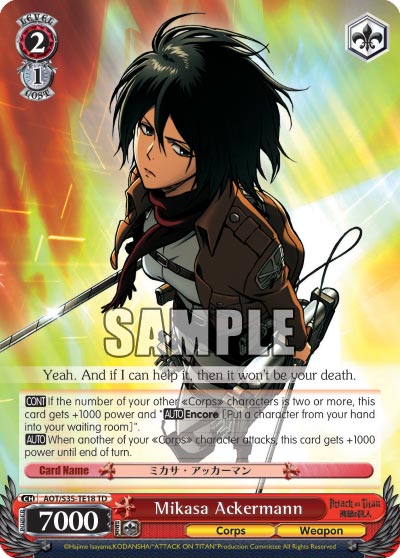 LEVEL
2
1
COST
SAMPLE
Yeah. And if I can help it, then it won't be your death.
CONT If the number of your other «Corps» characters is two or more, this
card gets +1000 power and "AUTO Encore [Put a character from your hand
into your waiting room]".
AUTO When another of your «Corps» character attacks, this card gets +1000
power until end of turn.
Card Name ミカサ・アッカーマン
CH AOT/S35-TE18 TD
POWER 7000 SOUL Mikasa Ackermann
Attack on Titan
進撃の巨人
Corps Weapon
©Hajime Isayama,KODANSHA/"ATTACK ON TITAN"Production Committee.All Rights Reserved.